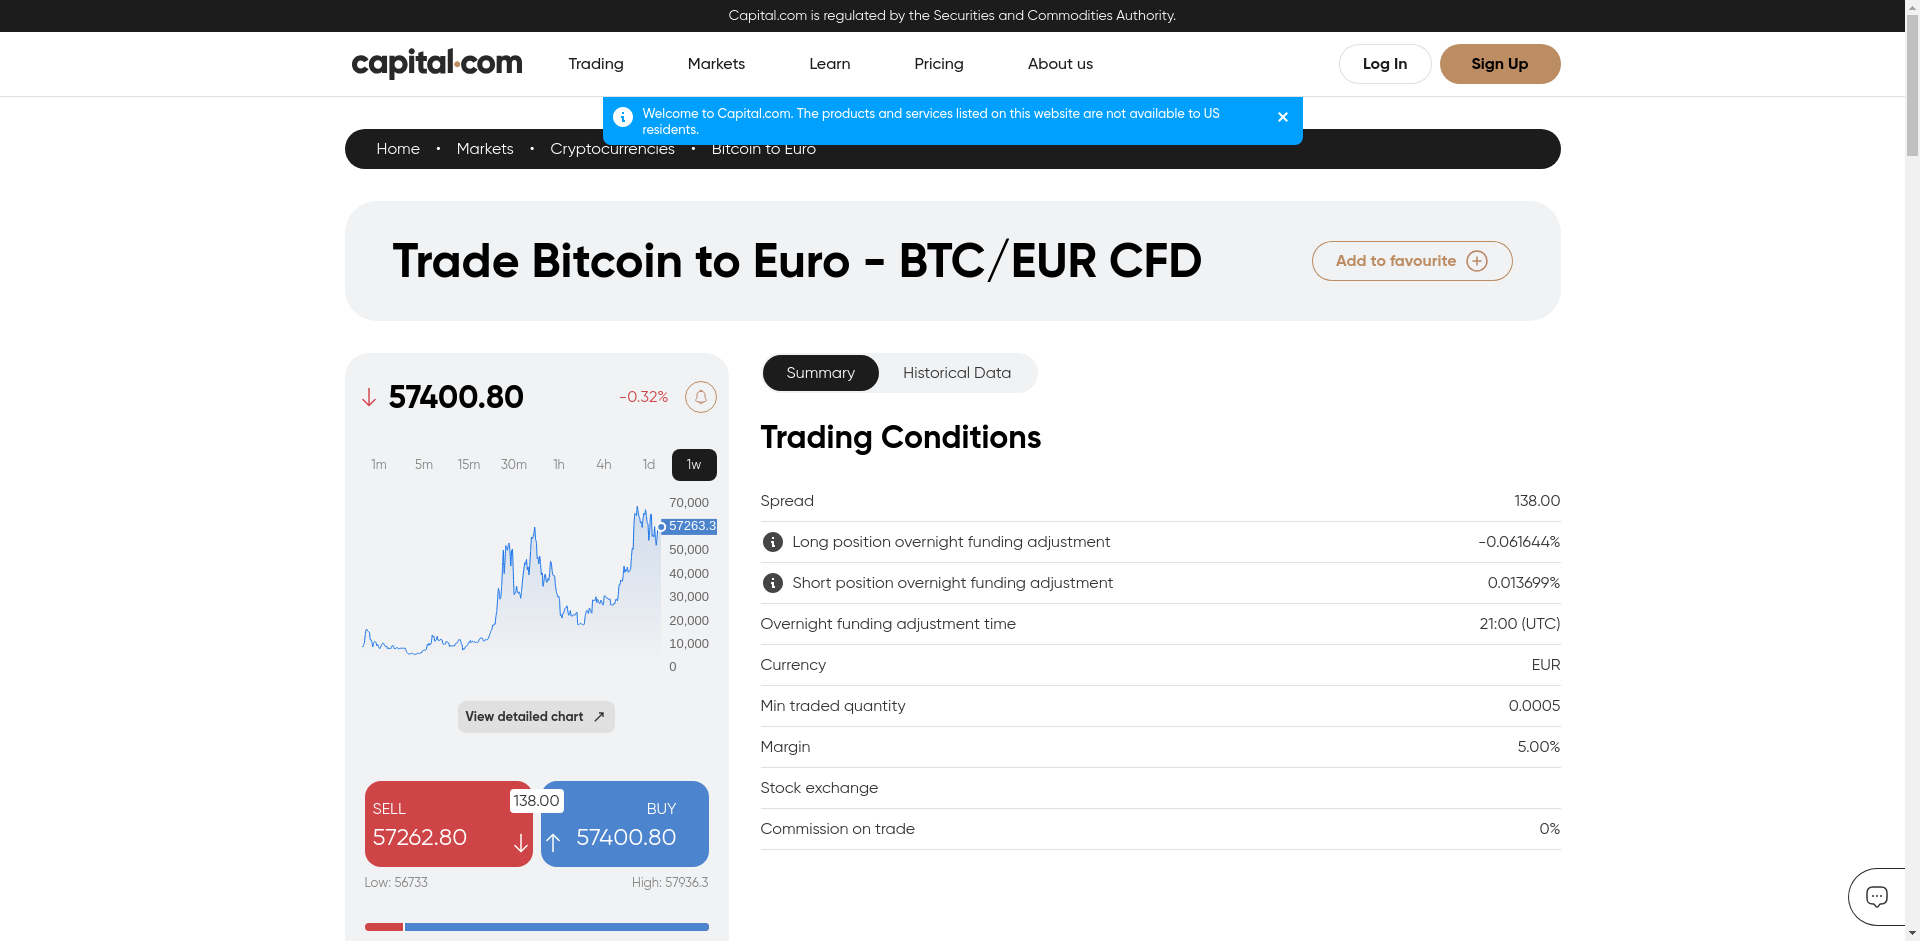 Capital.com is regulated by the Securities and Commodities Authority.
capital.com
Trading
Markets
Learn
Pricing
About us
Log In
Sign Up
Welcome to Capital.com. The products and services listed on this website are not available to US
residents.
Home • Markets • Cryptocurrencies • Bitcoin to Euro
Trade Bitcoin to Euro - BTC/EUR CFD
Add to favourite
57400.80
-0.32%
1m 5m 15m 30m 1h 4h 1d 1w
70,000
57263.3
50,000
40,000
30,000
20,000
10,000
0
View detailed chart
SELL
57262.80
138.00
BUY
57400.80
Low: 56733
High: 57936.3
Summary
Historical Data
Trading Conditions
Spread 138.00
Long position overnight funding adjustment -0.061644%
Short position overnight funding adjustment 0.013699%
Overnight funding adjustment time 21:00 (UTC)
Currency EUR
Min traded quantity 0.0005
Margin 5.00%
Stock exchange
Commission on trade 0%